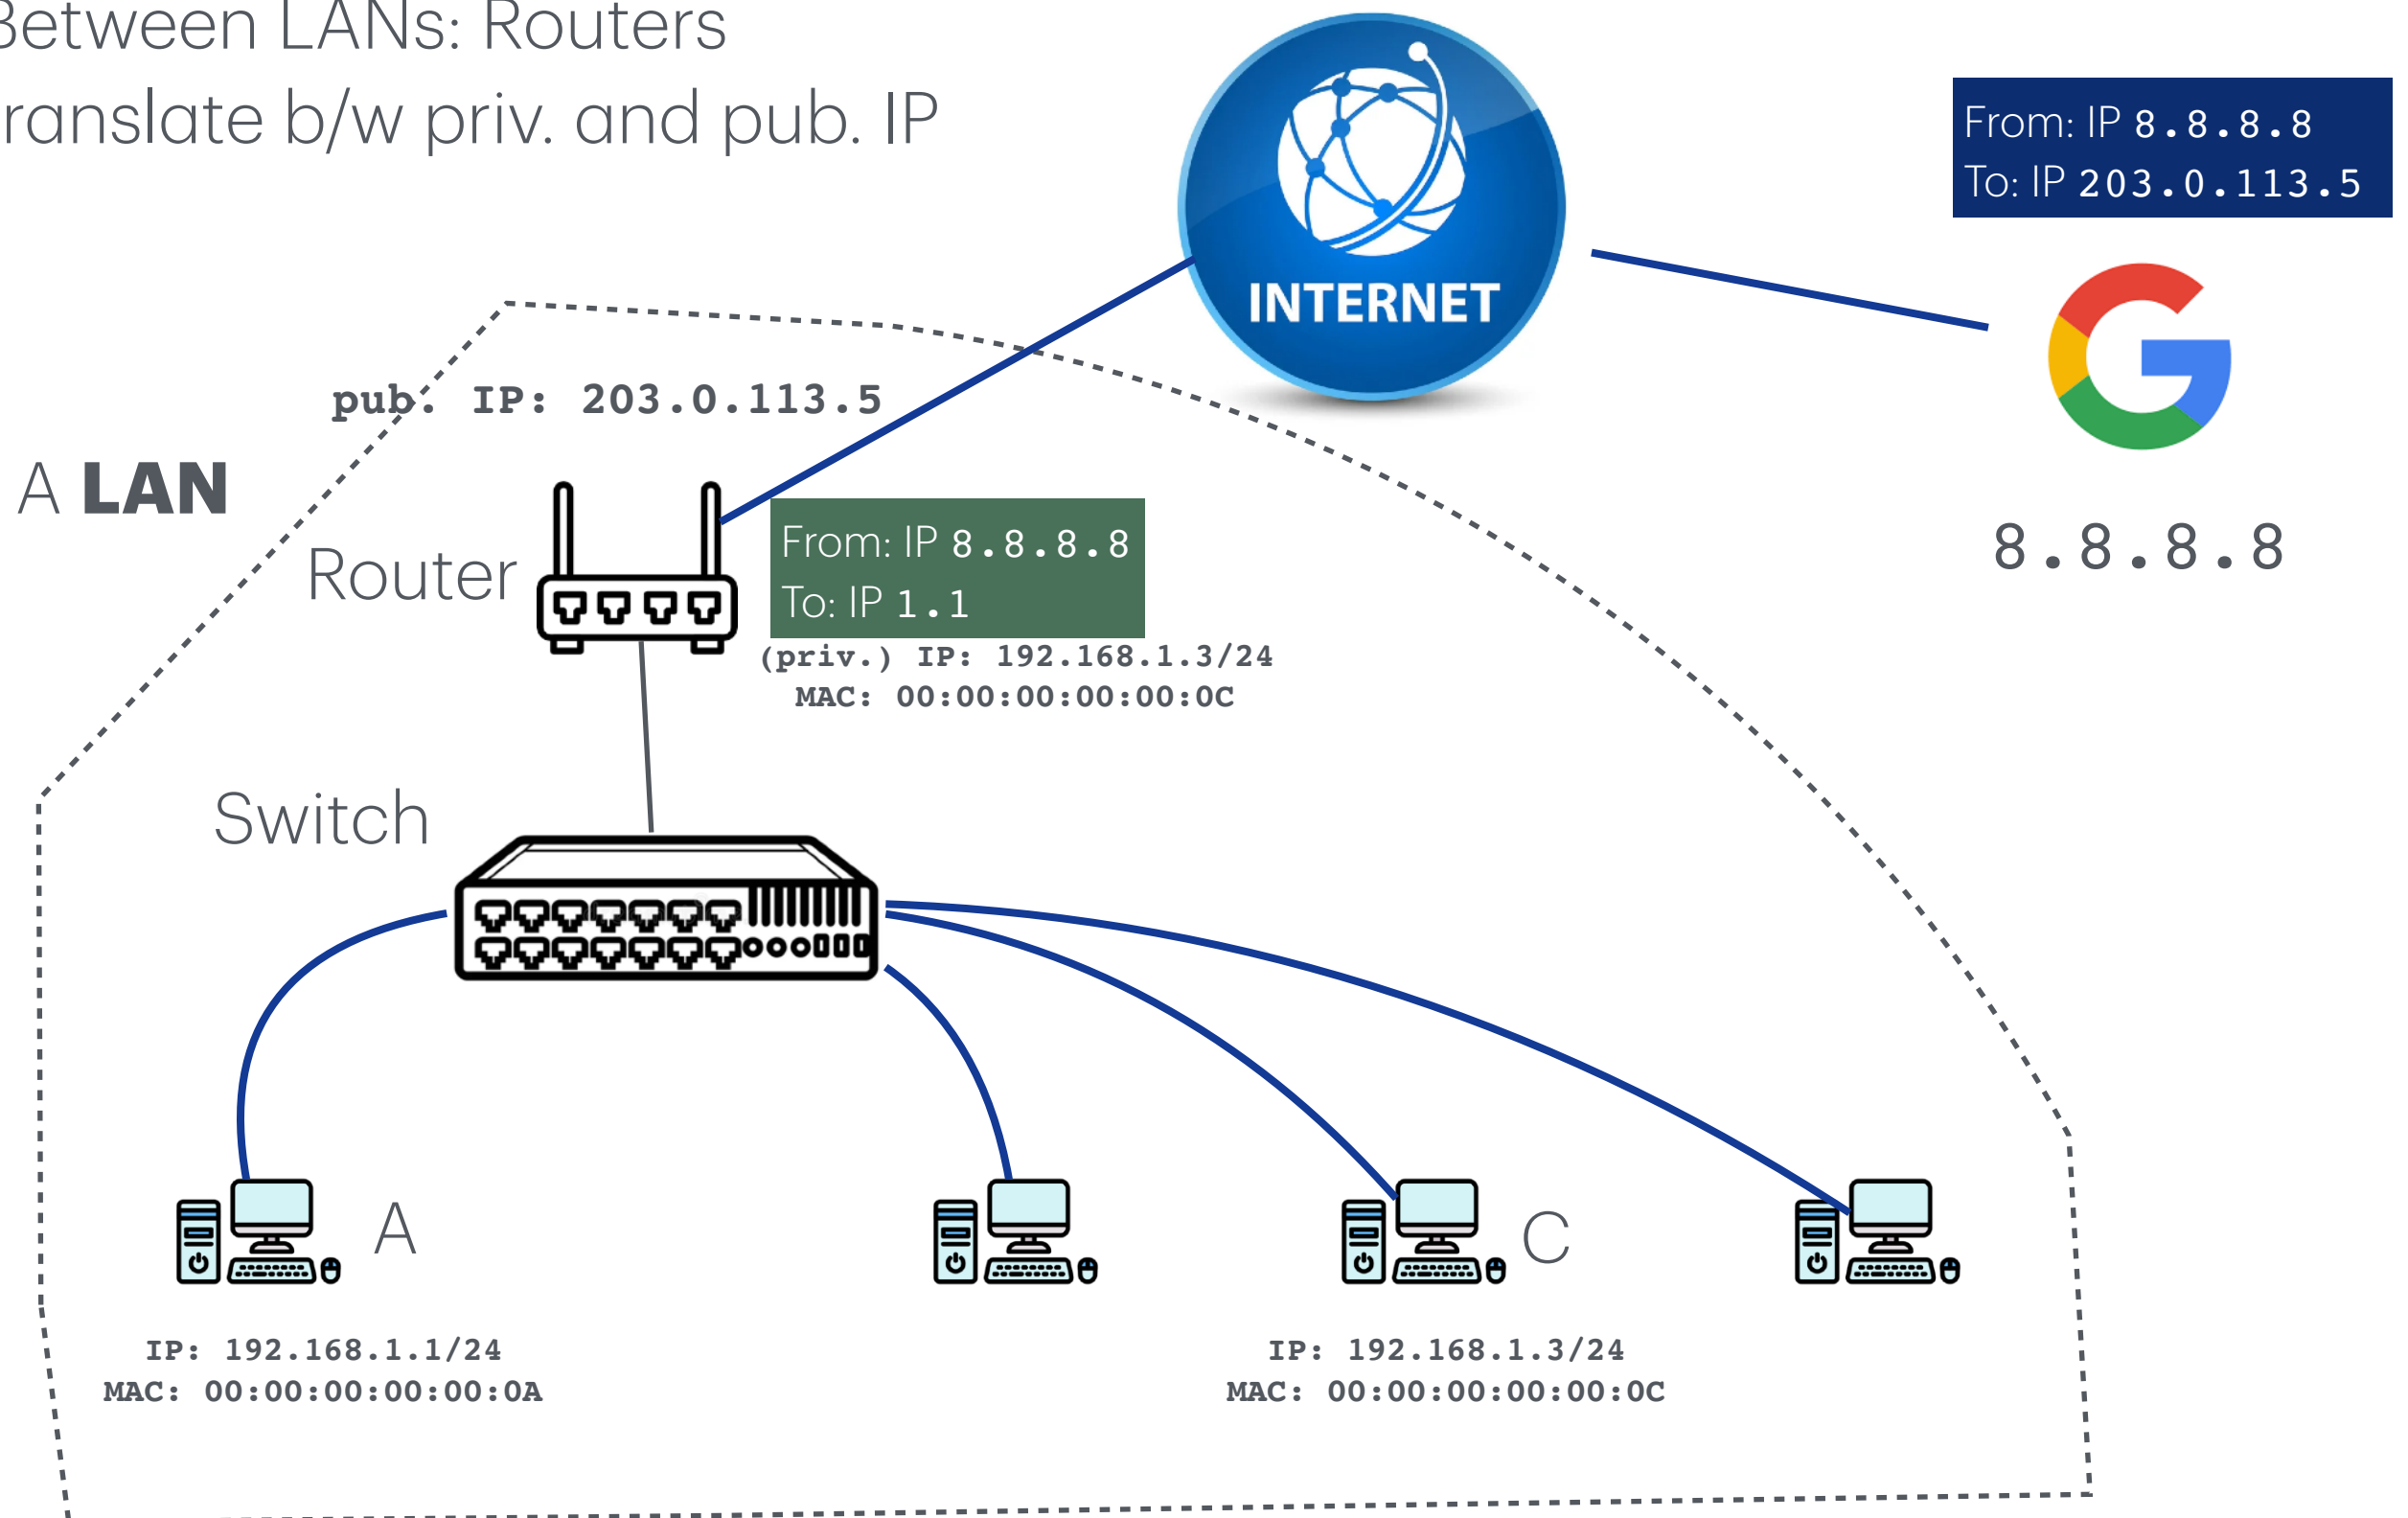 Between LANs: Routers
ranslate b/w priv. and pub. IP
INTERNET
From: IP 8.8.8.8
To: IP 203.0.113.5
8.8.8.8
pub. IP: 203.0.113.5
A LAN
Router
From: IP 8.8.8.8
To: IP 1.1
(priv.) IP: 192.168.1.3/24
MAC: 00:00:00:00:00:0C
Switch
A
C
IP: 192.168.1.1/24
MAC: 00:00:00:00:00:0A
IP: 192.168.1.3/24
MAC: 00:00:00:00:00:0C